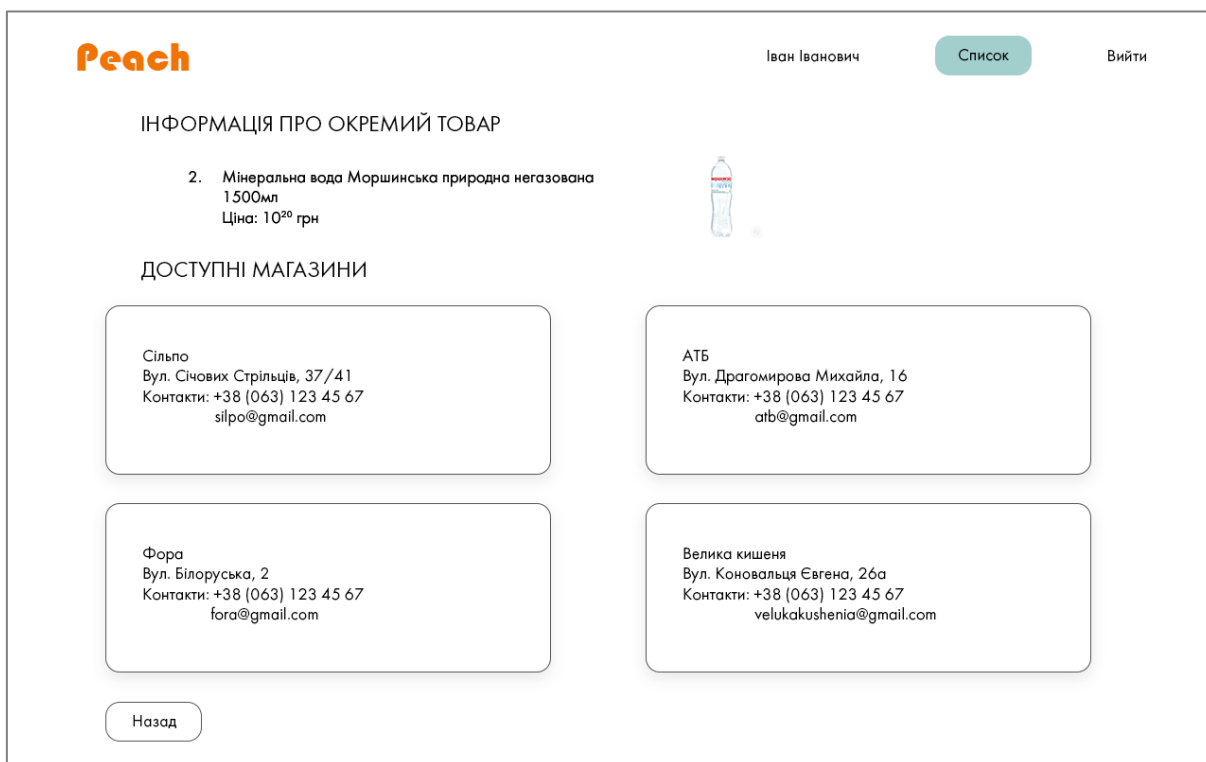 Peach
Іван Іванович
Список
Вийти
ІНФОРМАЦІЯ ПРО ОКРЕМИЙ ТОВАР
2. Мінеральна вода Моршинська природна негазована
1500мл
Ціна: 10²⁰ грн
ДОСТУПНІ МАГАЗИНИ
Сільпо
Вул. Січових Стрільців, 37/41
Контакти: +38 (063) 123 45 67
silpo@gmail.com
АТБ
Вул. Драгомирова Михайла, 16
Контакти: +38 (063) 123 45 67
atb@gmail.com
Фора
Вул. Білоруська, 2
Контакти: +38 (063) 123 45 67
fora@gmail.com
Велика кишеня
Вул. Коновальця Євгена, 26а
Контакти: +38 (063) 123 45 67
velukakushenia@gmail.com
Назад